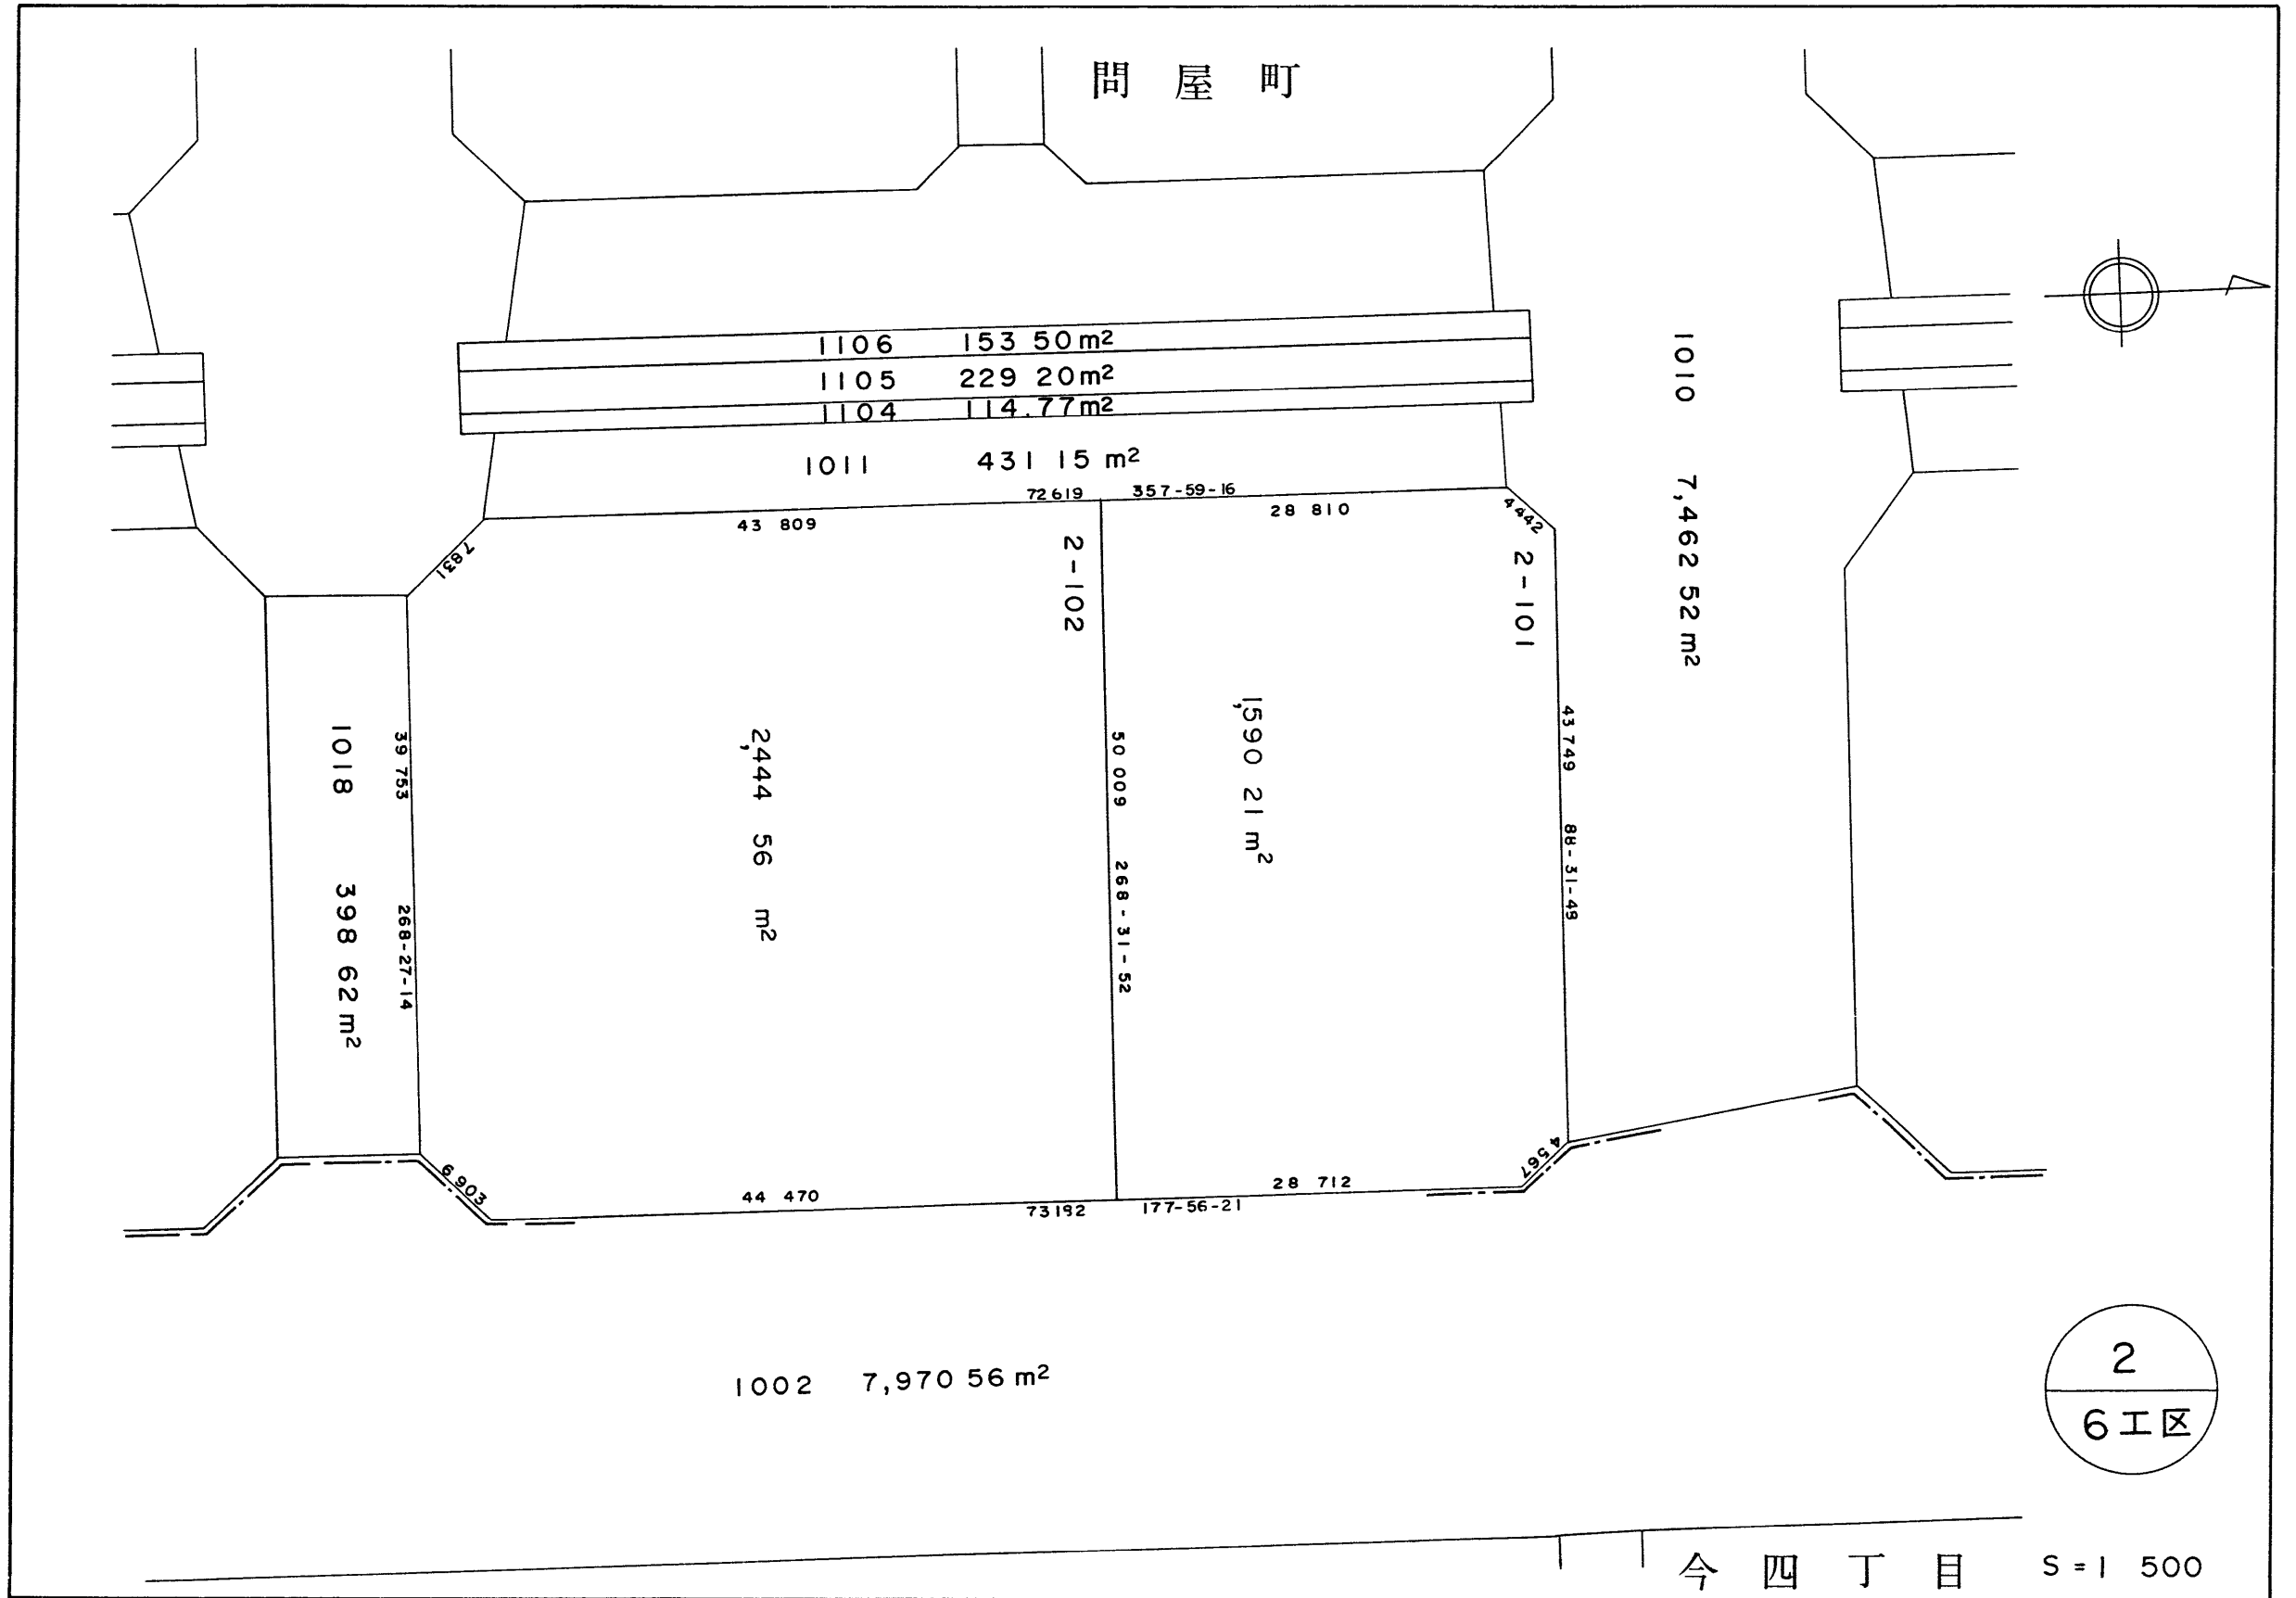 問屋町
1106 153 50m²
1105 229 20m²
1104 114.77m²
1011 431 15 m²
72 619 357-59-16
43 809
28 810
4 442
7 831
2-102
2-101
1010 7,462 52 m²
1,590 21 m²
2,444 56 m²
50 009 268-31-52
43 749 88-31-49
39 753 268-27-14
1018 398 62 m²
6 903
4 567
44 470
28 712
73 192 177-56-21
1002 7,970 56 m²
2
6工区
今四丁目 S=1 500